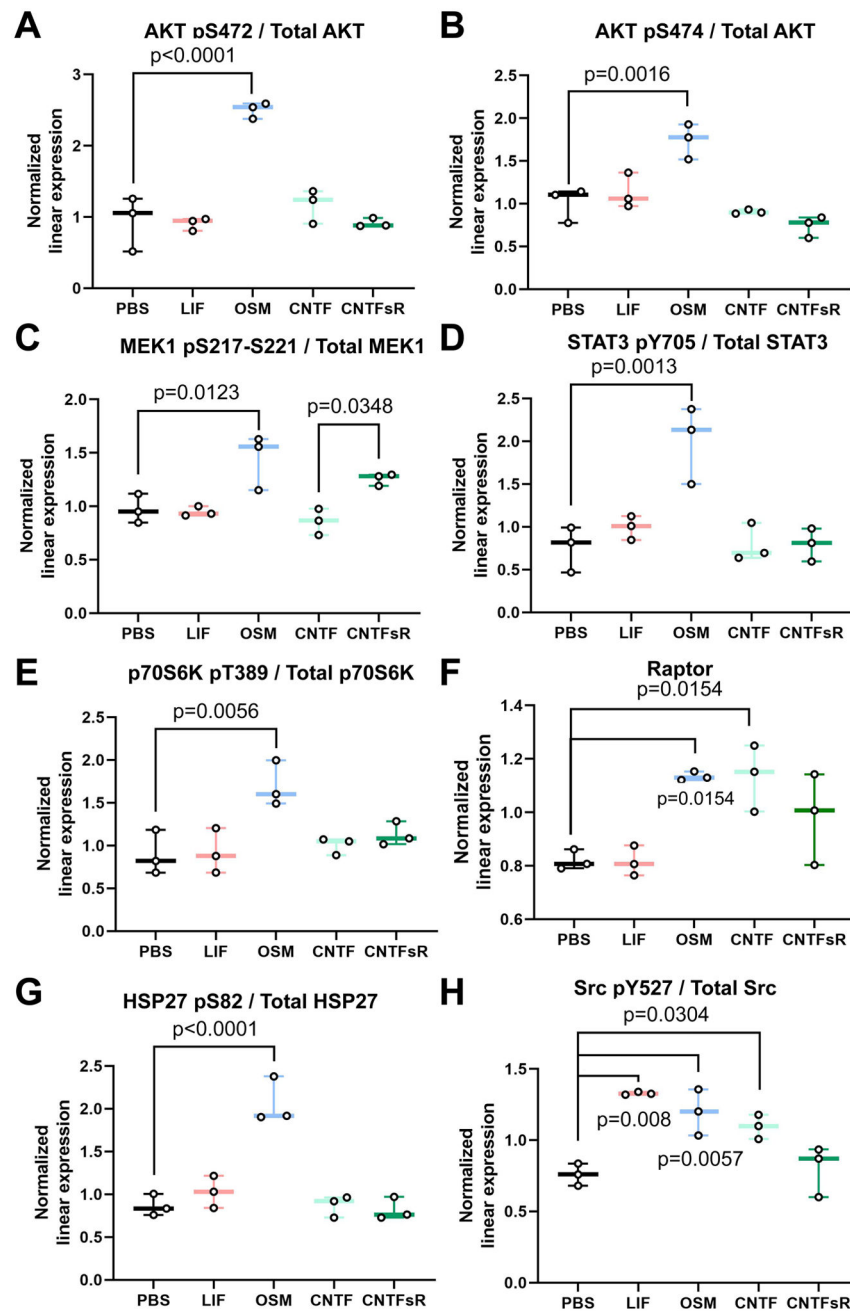 A
AKT pS472 / Total AKT
p<0.0001
Normalized
linear expression
3
2
1
0
PBS LIF OSM CNTF CNTFsR
B
AKT pS474 / Total AKT
p=0.0016
Normalized
linear expression
2.5
2.0
1.5
1.0
0.5
0.0
PBS LIF OSM CNTF CNTFsR
C
MEK1 pS217-S221 / Total MEK1
p=0.0123
p=0.0348
Normalized
linear expression
2.0
1.5
1.0
0.5
0.0
PBS LIF OSM CNTF CNTFsR
D
STAT3 pY705 / Total STAT3
p=0.0013
Normalized
linear expression
2.5
2.0
1.5
1.0
0.5
0.0
PBS LIF OSM CNTF CNTFsR
E
p70S6K pT389 / Total p70S6K
p=0.0056
Normalized
linear expression
2.5
2.0
1.5
1.0
0.5
0.0
PBS LIF OSM CNTF CNTFsR
F
Raptor
p=0.0154
p=0.0154
Normalized
linear expression
1.4
1.2
1.0
0.8
0.6
PBS LIF OSM CNTF CNTFsR
G
HSP27 pS82 / Total HSP27
p<0.0001
Normalized
linear expression
2.5
2.0
1.5
1.0
0.5
0.0
PBS LIF OSM CNTF CNTFsR
H
Src pY527 / Total Src
p=0.0304
p=0.008
p=0.0057
Normalized
linear expression
1.5
1.0
0.5
0.0
PBS LIF OSM CNTF CNTFsR